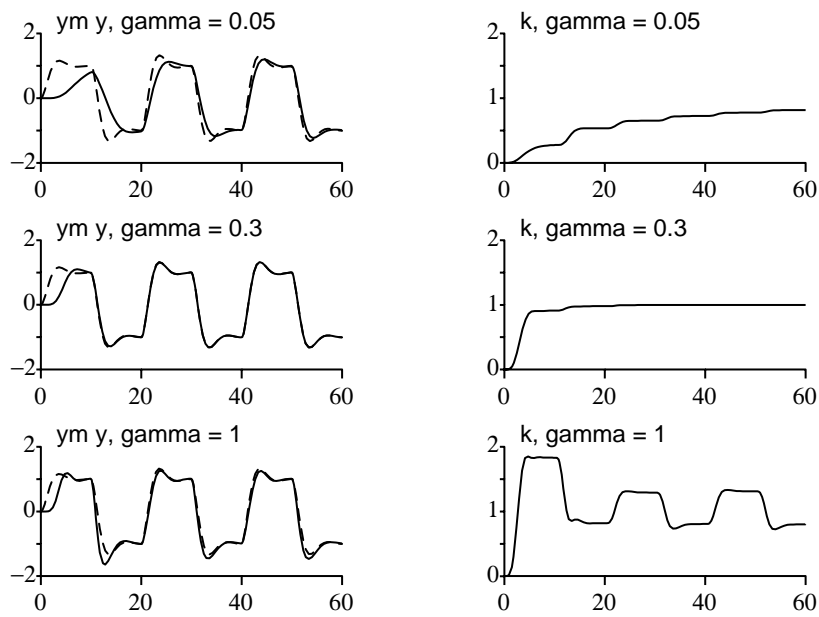 ym y, gamma = 0.05
2
0
−2
0 20 40 60
k, gamma = 0.05
2
1
0
0 20 40 60
ym y, gamma = 0.3
2
0
−2
0 20 40 60
k, gamma = 0.3
2
1
0
0 20 40 60
ym y, gamma = 1
2
0
−2
0 20 40 60
k, gamma = 1
2
1
0
0 20 40 60